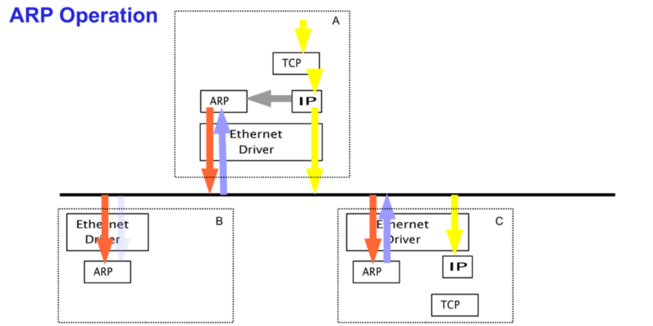 ARP Operation
A
TCP
ARP
IP
Ethernet
Driver
Ethernet
Driver
B
ARP
Ethernet
Driver
C
ARP
IP
TCP